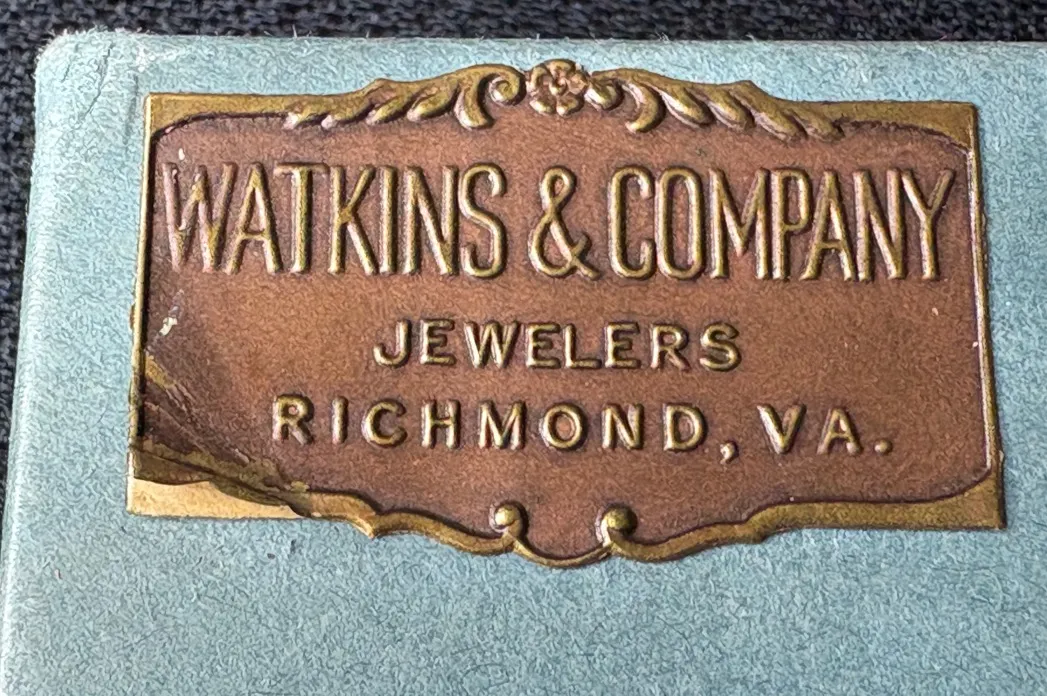 WATKINS & COMPANY
JEWELERS
RICHMOND, VA.